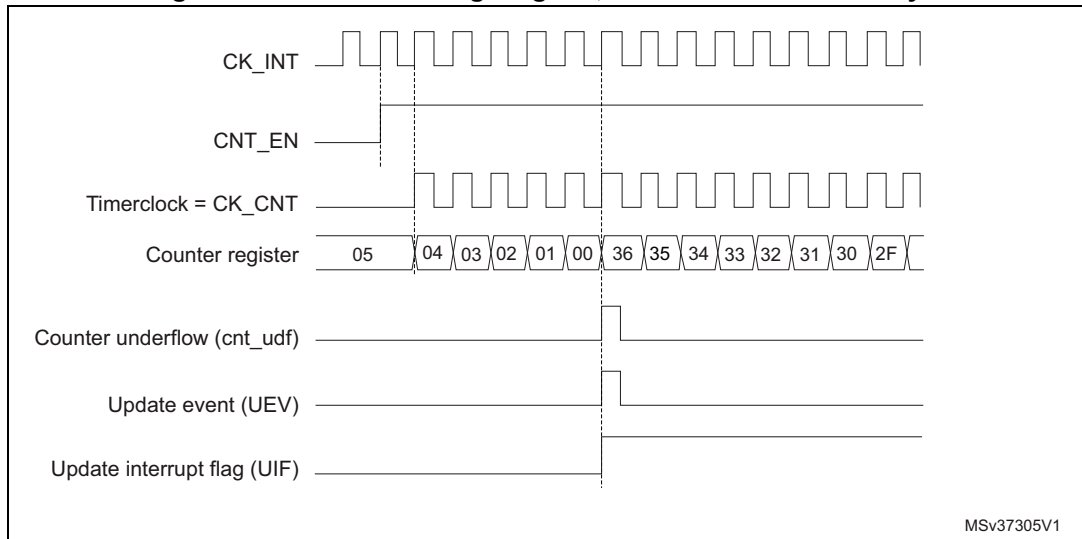 CK_INT
CNT_EN
Timerclock = CK_CNT
Counter register 05 04 03 02 01 00 36 35 34 33 32 31 30 2F
Counter underflow (cnt_udf)
Update event (UEV)
Update interrupt flag (UIF)
MSv37305V1